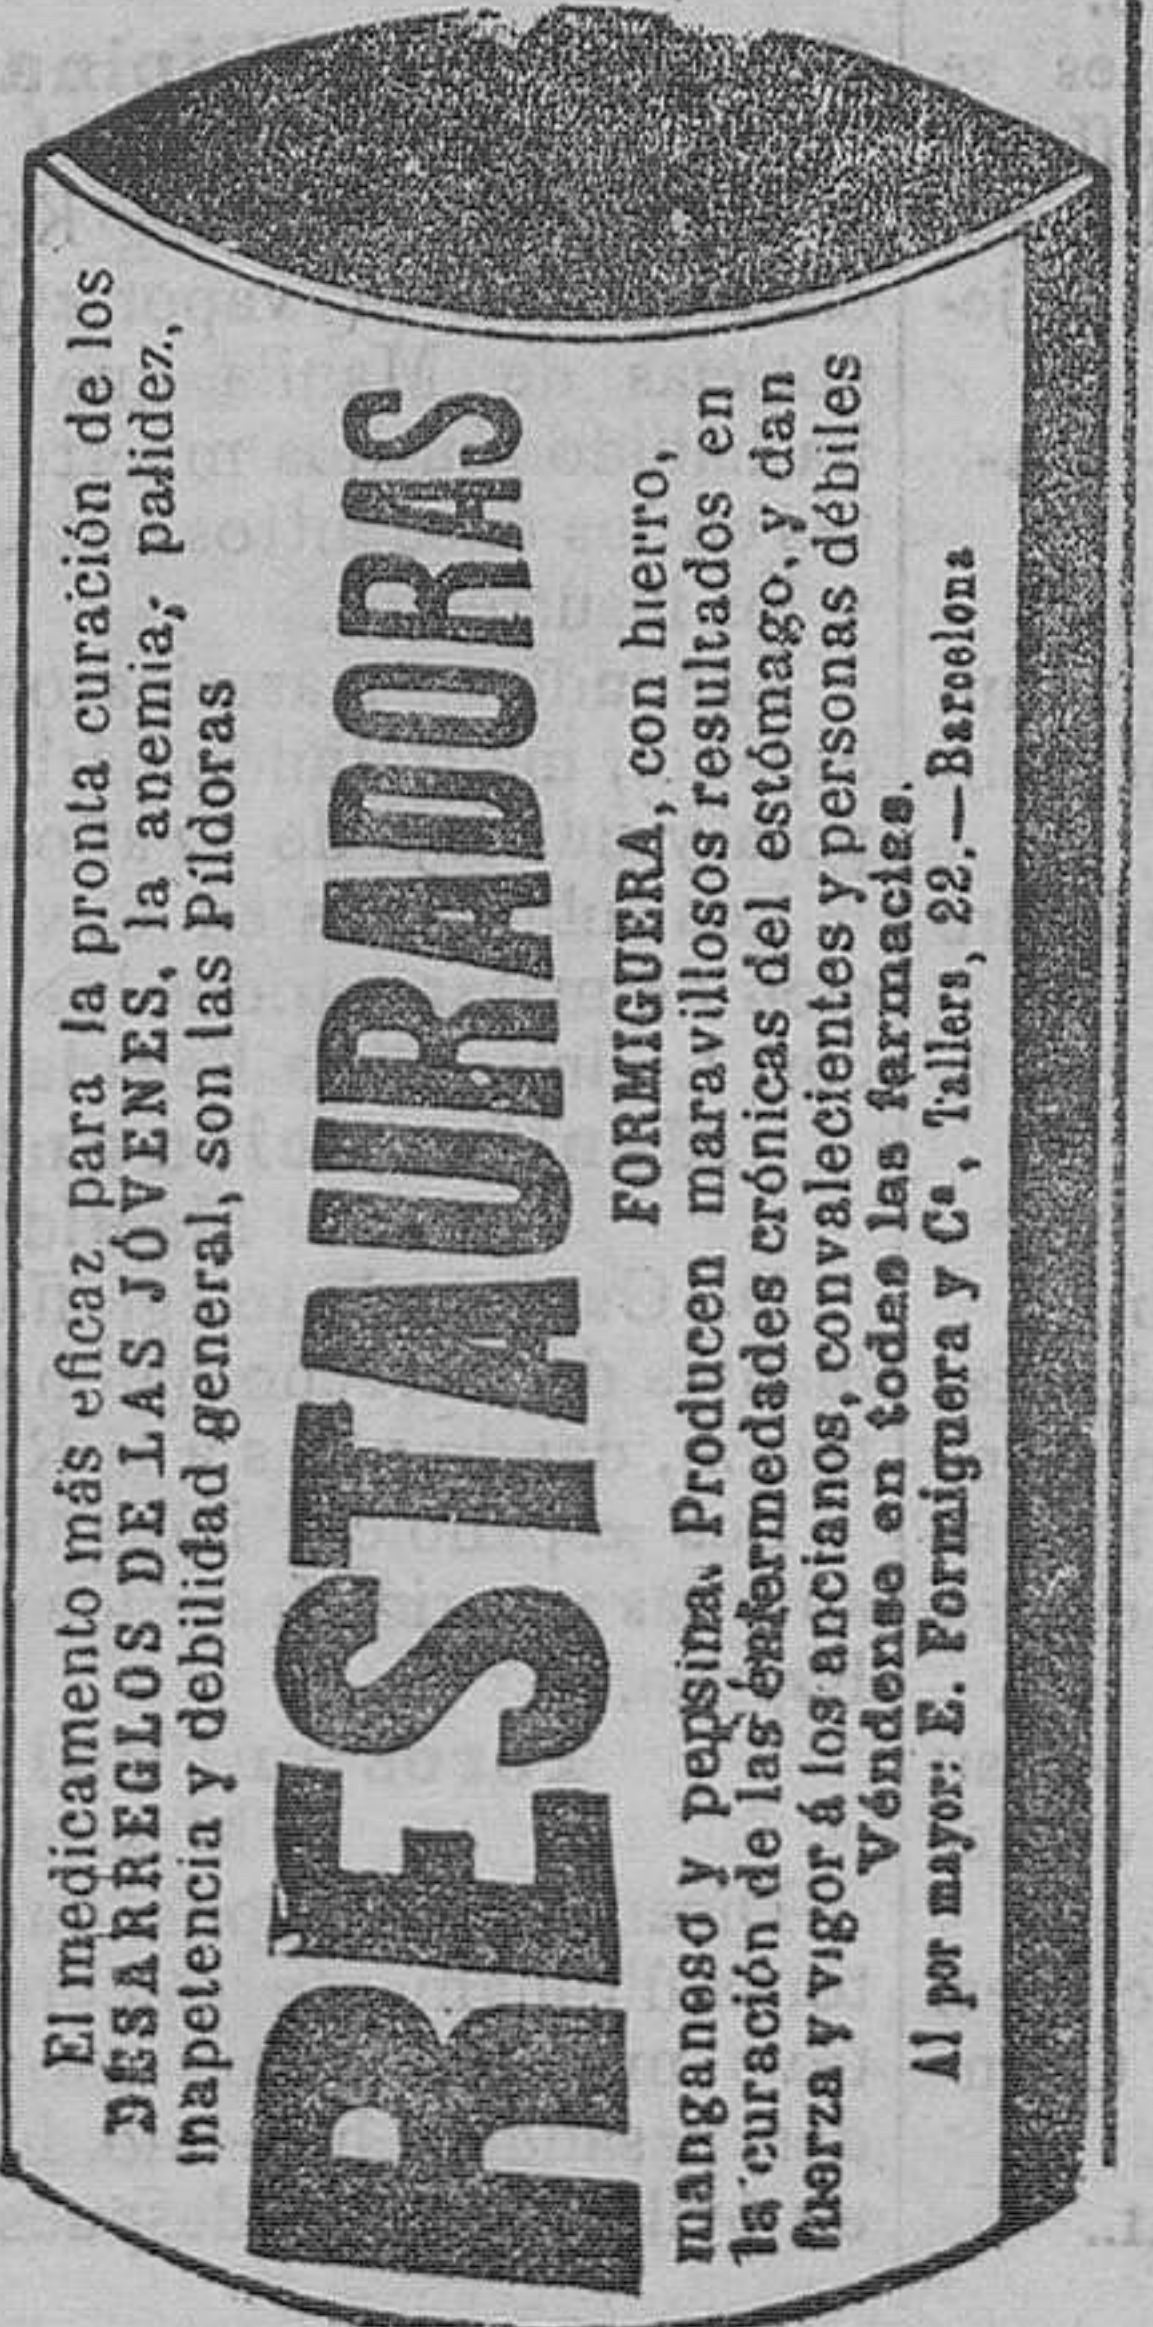 El medicamento más eficaz para la pronta curación de los
DESARREGLOS DE LAS JÓVENES, la anemia, palidez,
inapetencia y debilidad general, son las Píldoras
RESTAURADORAS
FORMIGUERA, con hierro,
manganeso y pepsina. Producen maravillosos resultados en
la curación de las enfermedades crónicas del estómago, y dan
fuerza y vigor á los ancianos, convalecientes y personas débiles
Véndense en todas las farmacias.
Al por mayor: E. Formiguera y Cª, Tallers, 22.—Barcelona